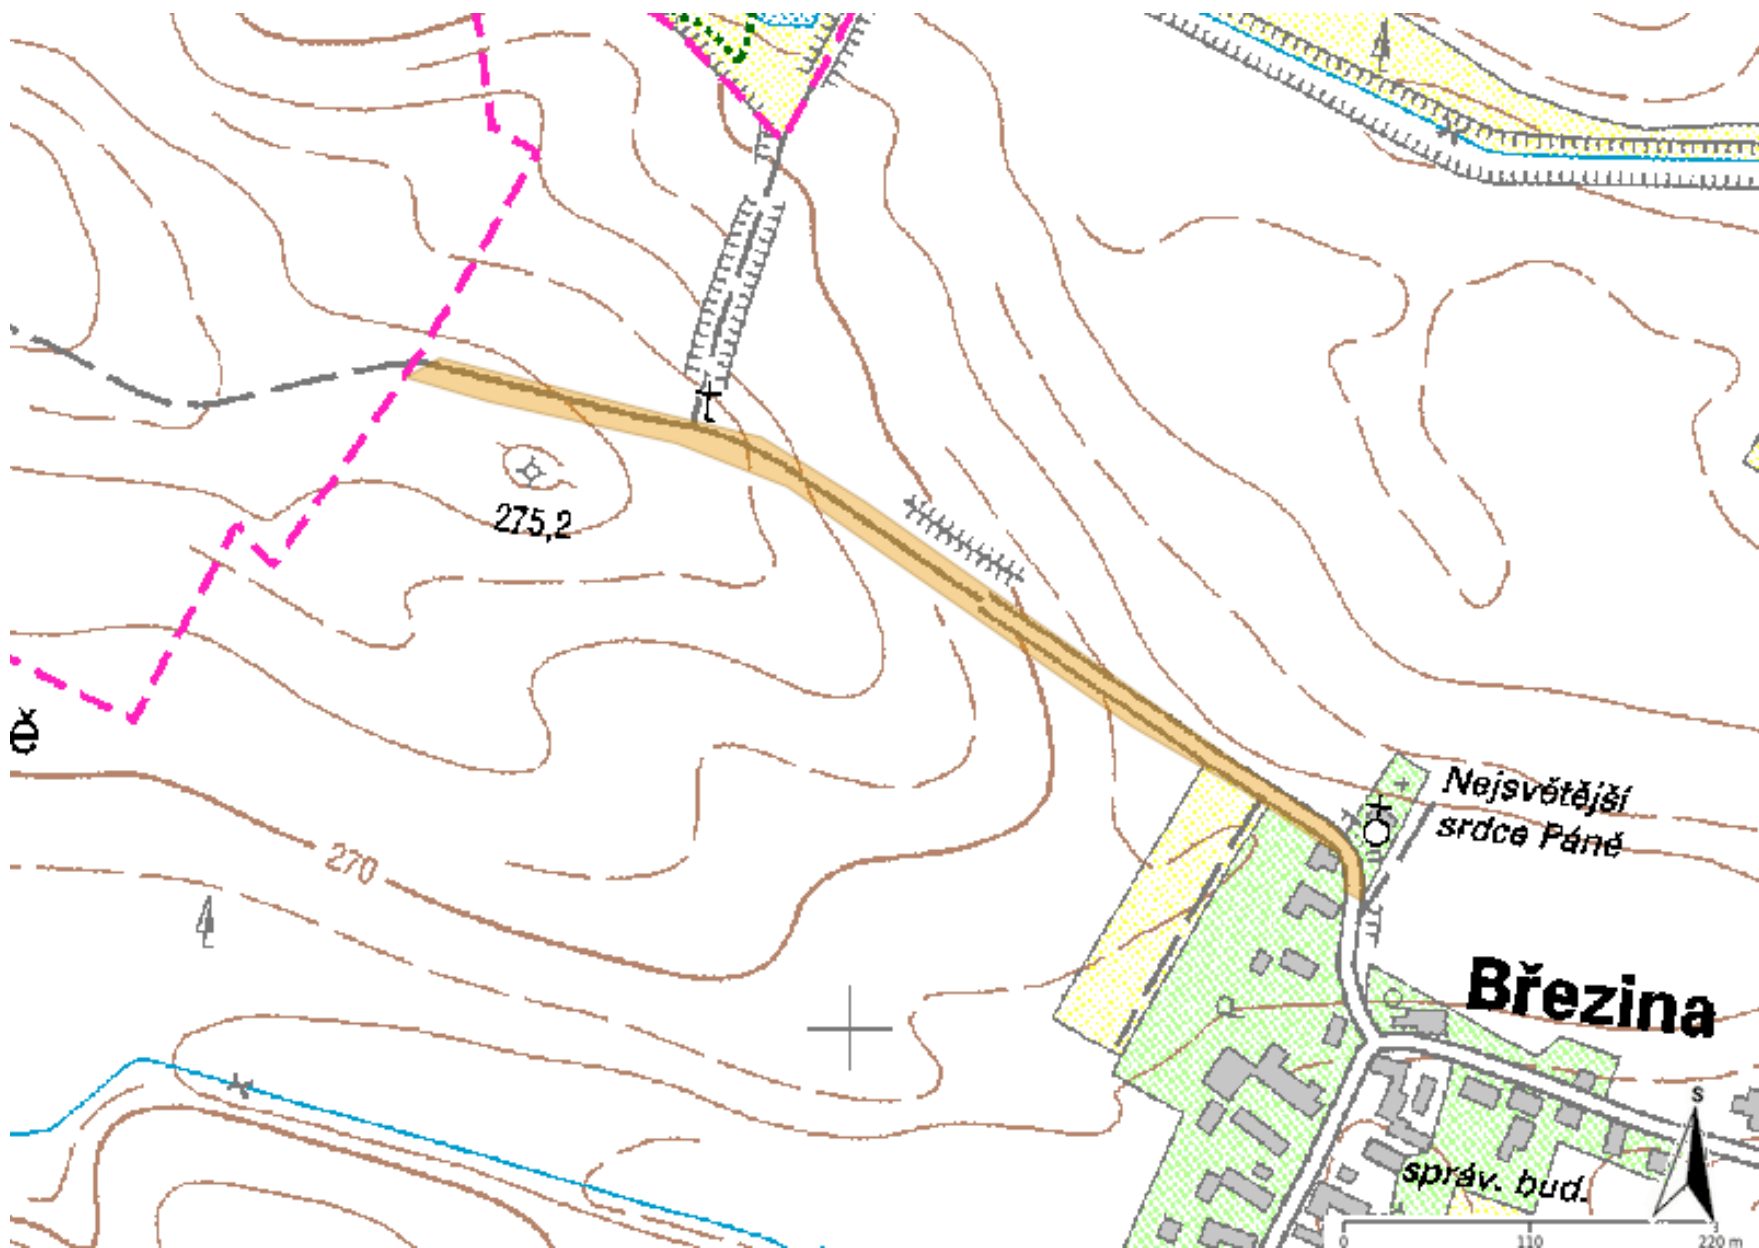 275,2
ě
Nejsvětější
srdce Páně
270
Březina
S
správ. bud.
0 110 220 m